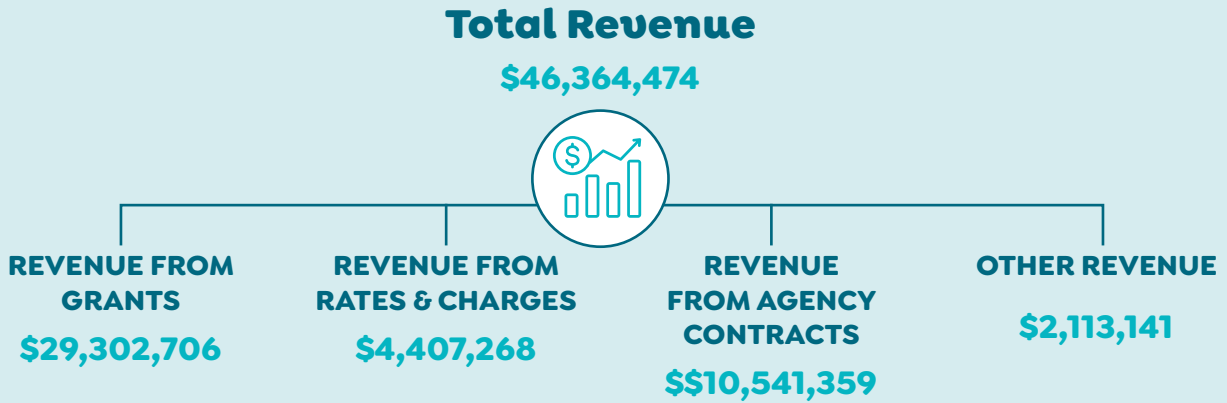 Total Revenue
$46,364,474
$
REVENUE FROM
GRANTS
$29,302,706
REVENUE FROM
RATES & CHARGES
$4,407,268
REVENUE
FROM AGENCY
CONTRACTS
$$10,541,359
OTHER REVENUE
$2,113,141